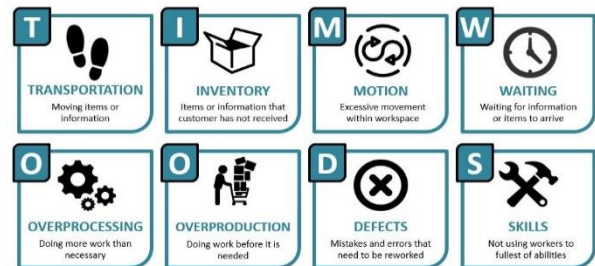 T
TRANSPORTATION
Moving items or
information
I
INVENTORY
Items or information that
customer has not received
M
MOTION
Excessive movement
within workspace
W
WAITING
Waiting for information
or items to arrive
O
OVERPROCESSING
Doing more work than
necessary
O
OVERPRODUCTION
Doing work before it is
needed
D
DEFECTS
Mistakes and errors that
need to be reworked
S
SKILLS
Not using workers to
fullest of abilities